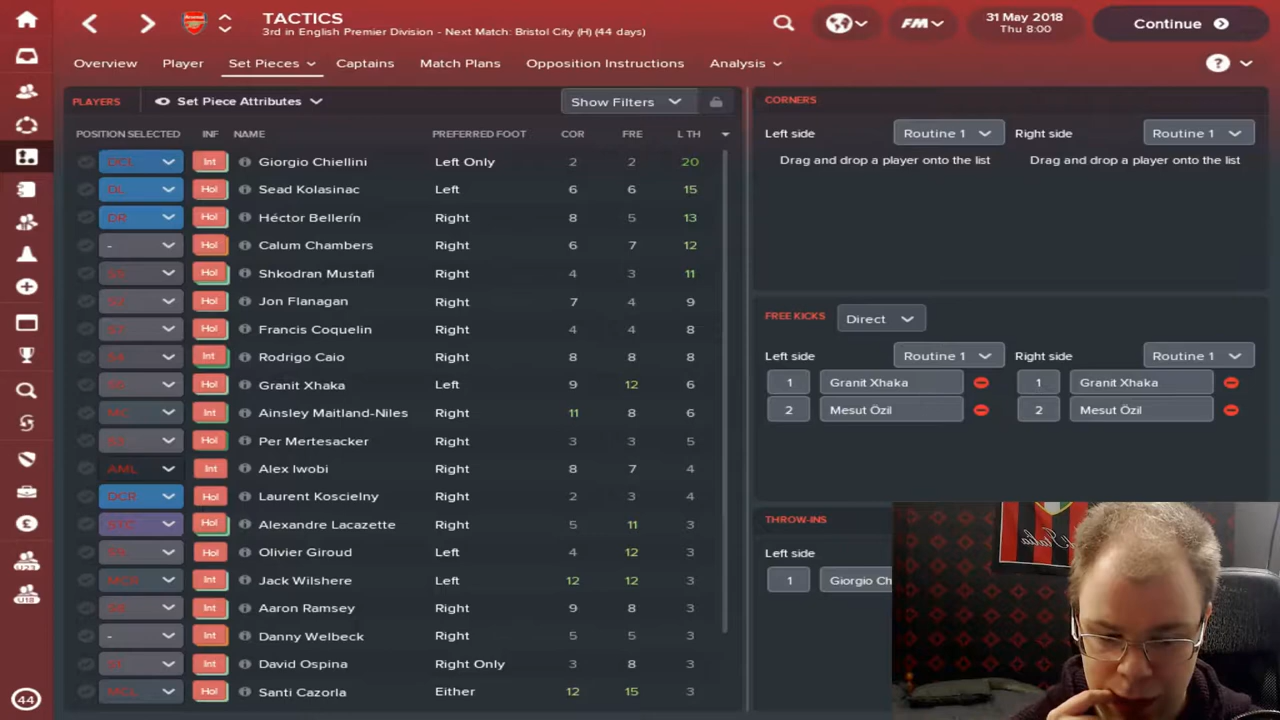 TACTICS
3rd in English Premier Division - Next Match: Bristol City (H) (44 days)
FM
31 May 2018
Thu 8:00
Continue
Overview Player Set Pieces Captains Match Plans Opposition Instructions Analysis ?
PLAYERS Set Piece Attributes Show Filters
POSITION SELECTED INF NAME PREFERRED FOOT COR FRE L TH
DCL Int Giorgio Chiellini Left Only 2 2 20
DL Hol Sead Kolasinac Left 6 6 15
DR Hol Héctor Bellerín Right 8 5 13
- Hol Calum Chambers Right 6 7 12
Hol Shkodran Mustafi Right 4 3 11
Hol Jon Flanagan Right 7 4 9
Hol Francis Coquelin Right 4 4 8
Int Rodrigo Caio Right 8 8 8
Hol Granit Xhaka Left 9 12 6
MC Int Ainsley Maitland-Niles Right 11 8 6
Hol Per Mertesacker Right 3 3 5
AML Int Alex Iwobi Right 8 7 4
DCR Hol Laurent Koscielny Right 2 3 4
STC Hol Alexandre Lacazette Right 5 11 3
Hol Olivier Giroud Left 4 12 3
MCR Int Jack Wilshere Left 12 12 3
Int Aaron Ramsey Right 9 8 3
- Int Danny Welbeck Right 5 5 3
Int David Ospina Right Only 3 8 3
MCL Hol Santi Cazorla Either 12 15 3
CORNERS
Left side Routine 1 Right side Routine 1
Drag and drop a player onto the list Drag and drop a player onto the list
FREE KICKS Direct
Left side Routine 1 Right side Routine 1
1 Granit Xhaka 1 Granit Xhaka
2 Mesut Özil 2 Mesut Özil
THROW-INS
Left side
1 Giorgio Ch
U23
U18
44